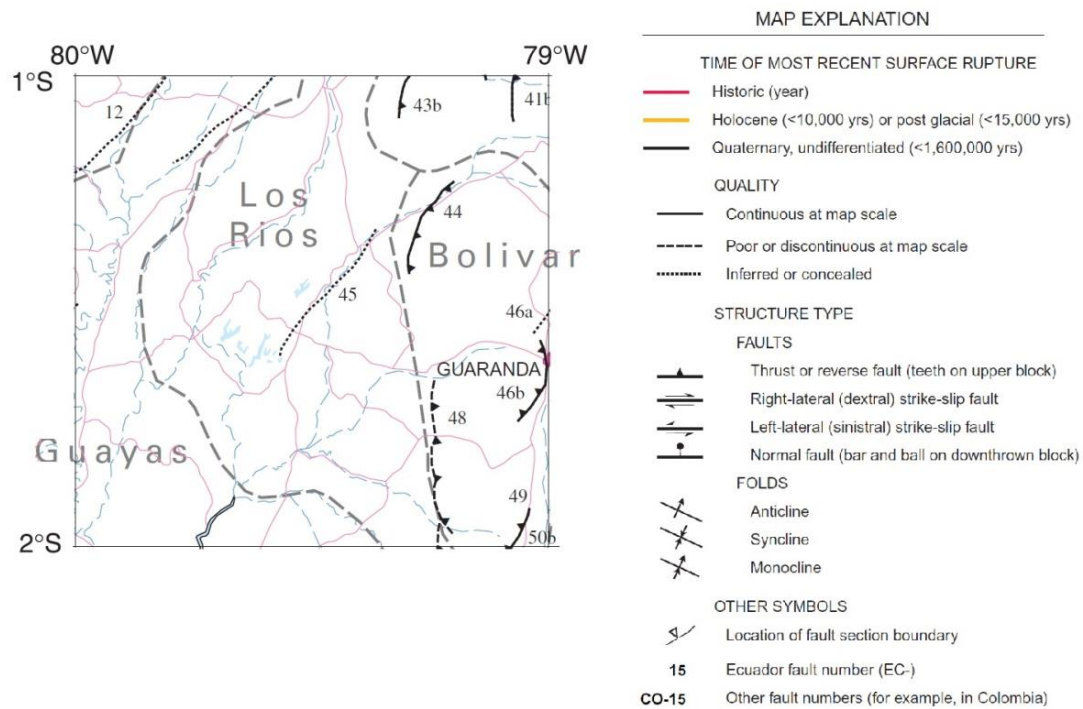 80°W
79°W
1°S
12
43b
41b
Los
Rios
44
Bolivar
45
46a
GUARANDA
46b
48
Guayas
49
50b
2°S
MAP EXPLANATION
TIME OF MOST RECENT SURFACE RUPTURE
Historic (year)
Holocene (<10,000 yrs) or post glacial (<15,000 yrs)
Quaternary, undifferentiated (<1,600,000 yrs)
QUALITY
Continuous at map scale
Poor or discontinuous at map scale
Inferred or concealed
STRUCTURE TYPE
FAULTS
Thrust or reverse fault (teeth on upper block)
Right-lateral (dextral) strike-slip fault
Left-lateral (sinistral) strike-slip fault
Normal fault (bar and ball on downthrown block)
FOLDS
Anticline
Syncline
Monocline
OTHER SYMBOLS
Location of fault section boundary
15 Ecuador fault number (EC-)
CO-15 Other fault numbers (for example, in Colombia)